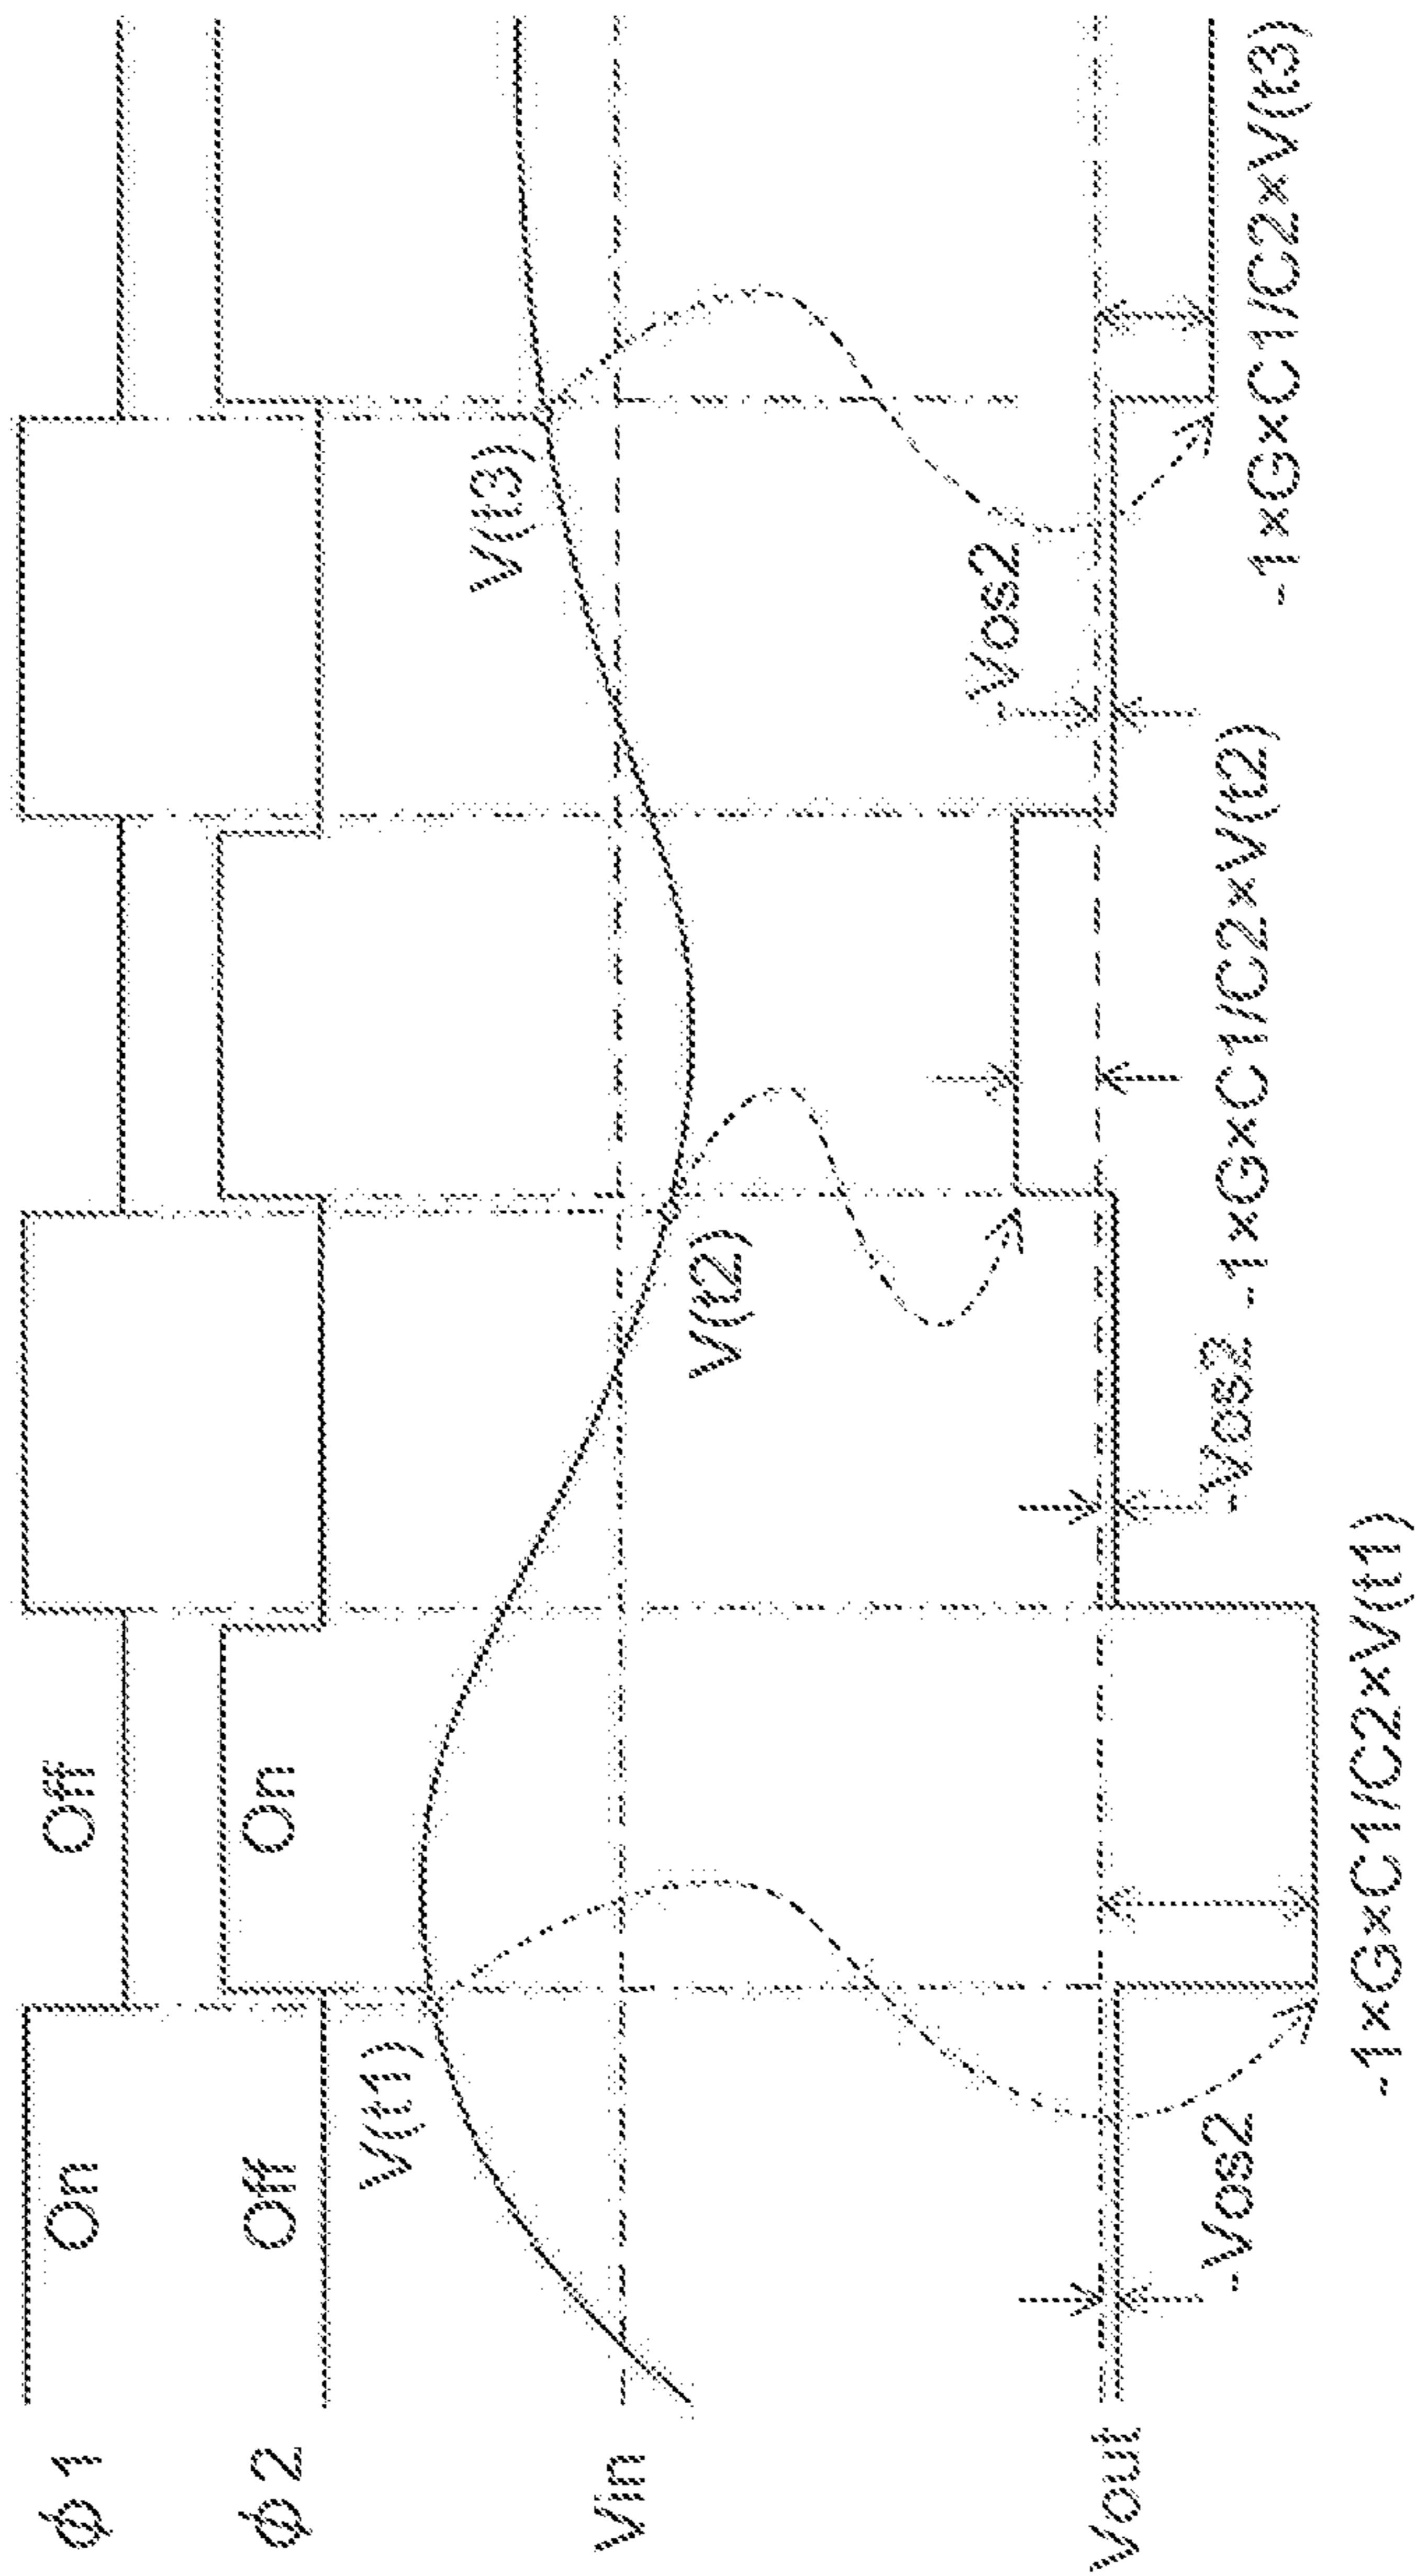 ϕ1
On
Off
ϕ2
Off
On
Vin
V(t1)
V(t2)
V(t3)
Vout
-Vos2
-Vos2
Vos2
-1×G×C1/C2×V(t1)
-1×G×C1/C2×V(t2)
-1×G×C1/C2×V(t3)